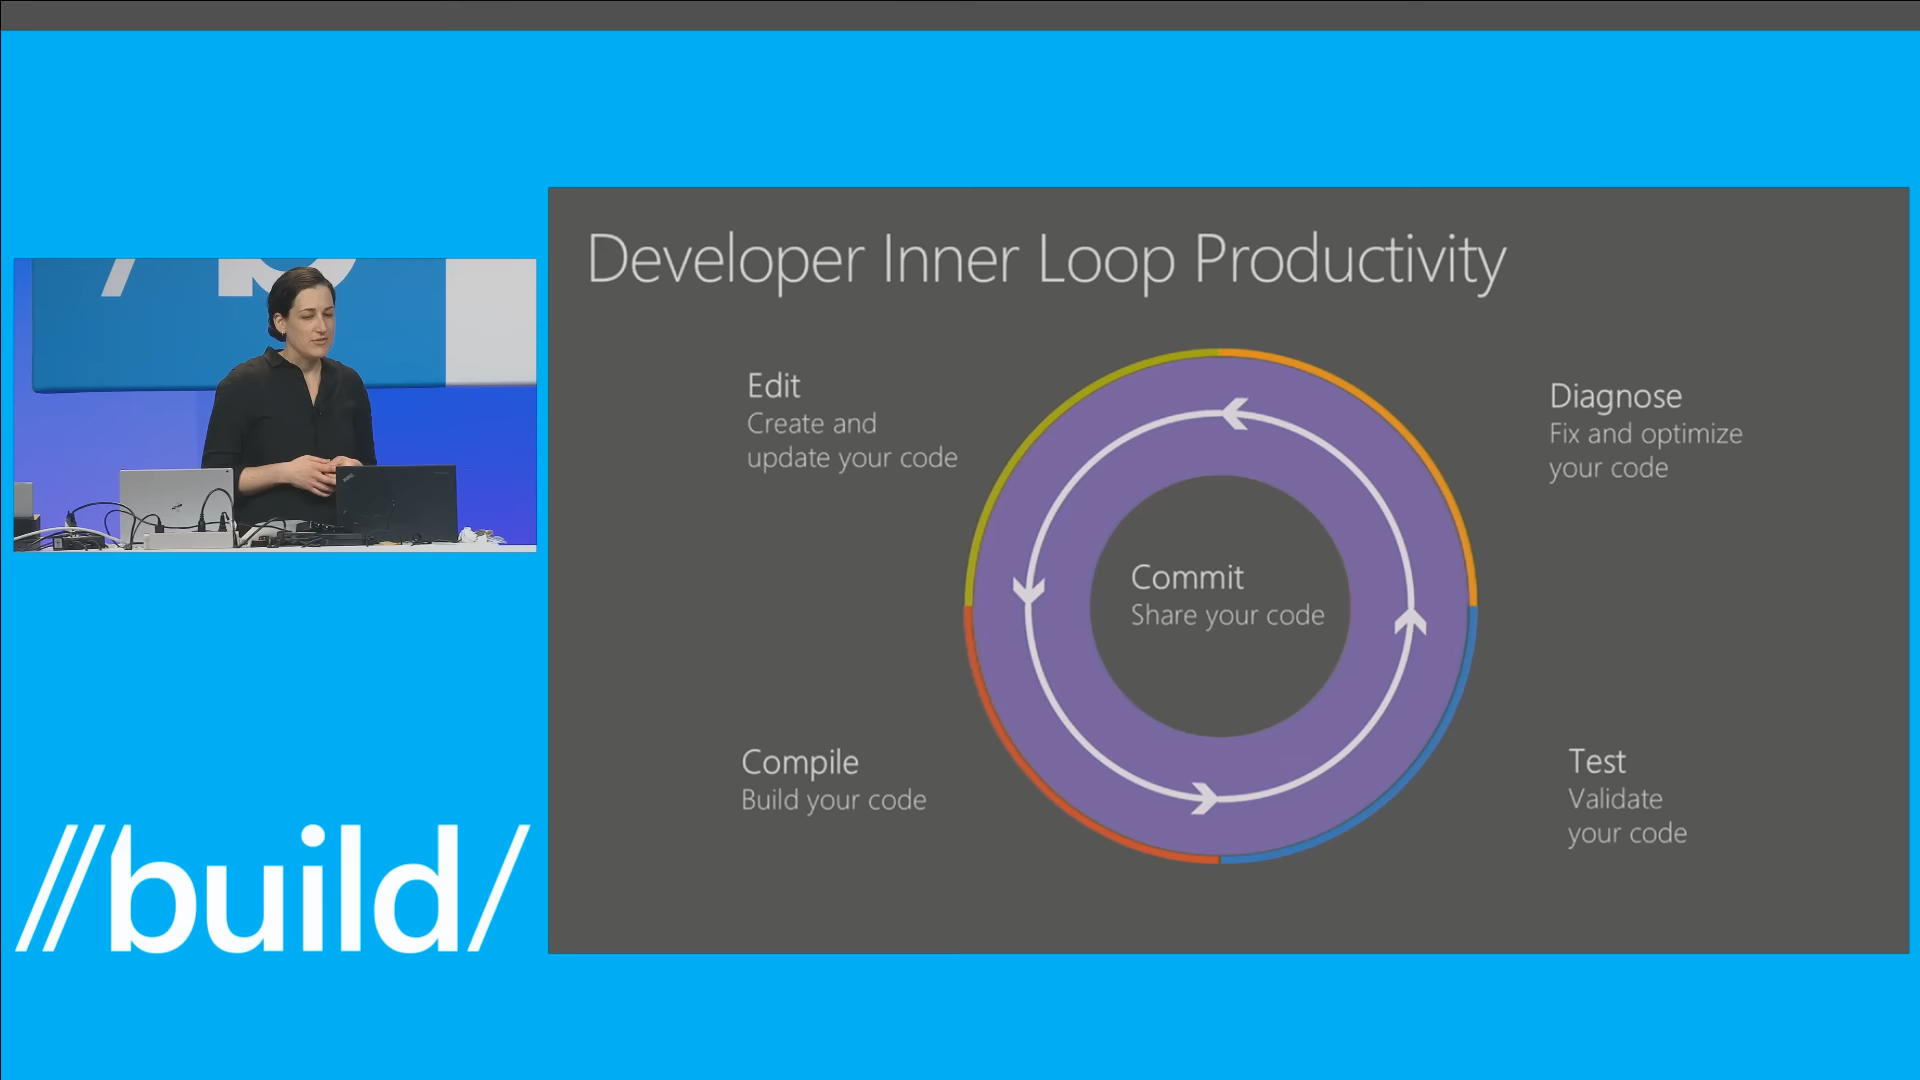 Developer Inner Loop Productivity
Edit
Create and
update your code
Diagnose
Fix and optimize
your code
Commit
Share your code
Compile
Build your code
Test
Validate
your code
//build/
/b